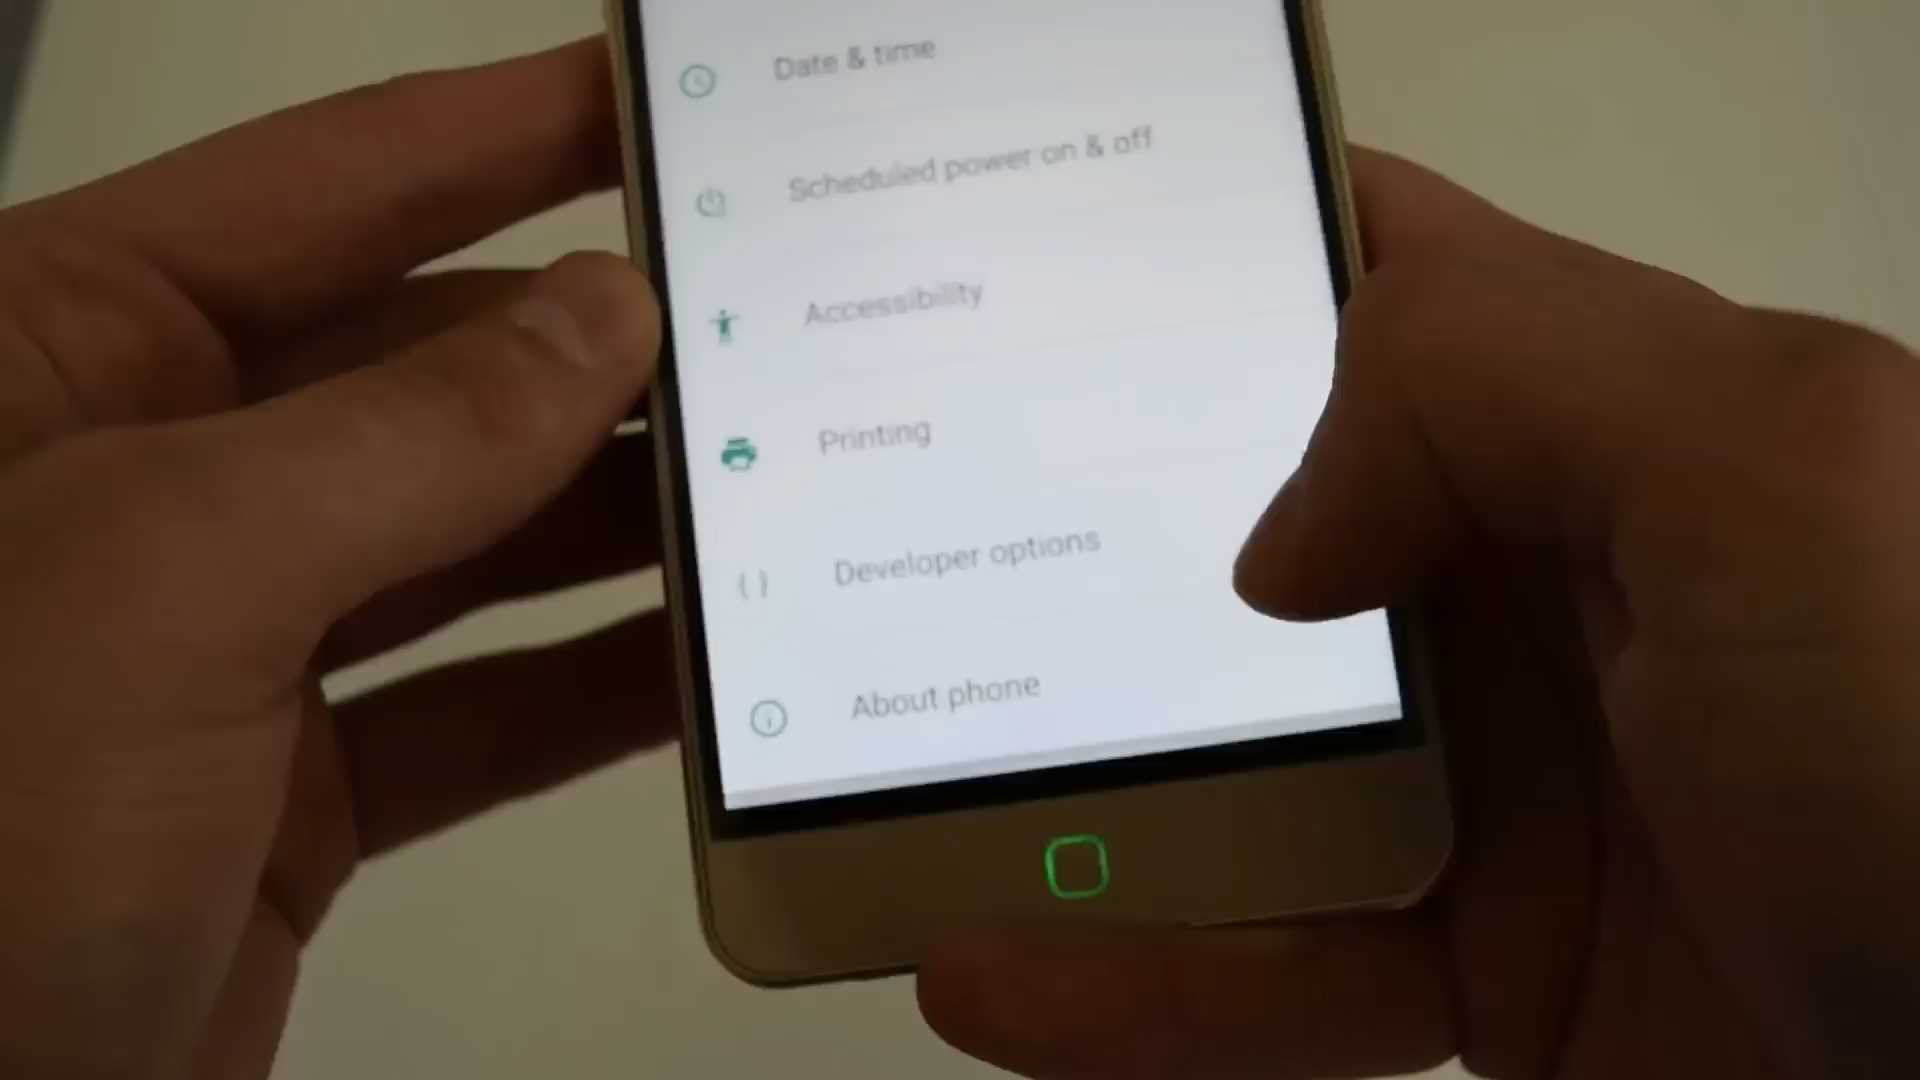 Date & time
Scheduled power on & off
Accessibility
Printing
Developer options
About phone